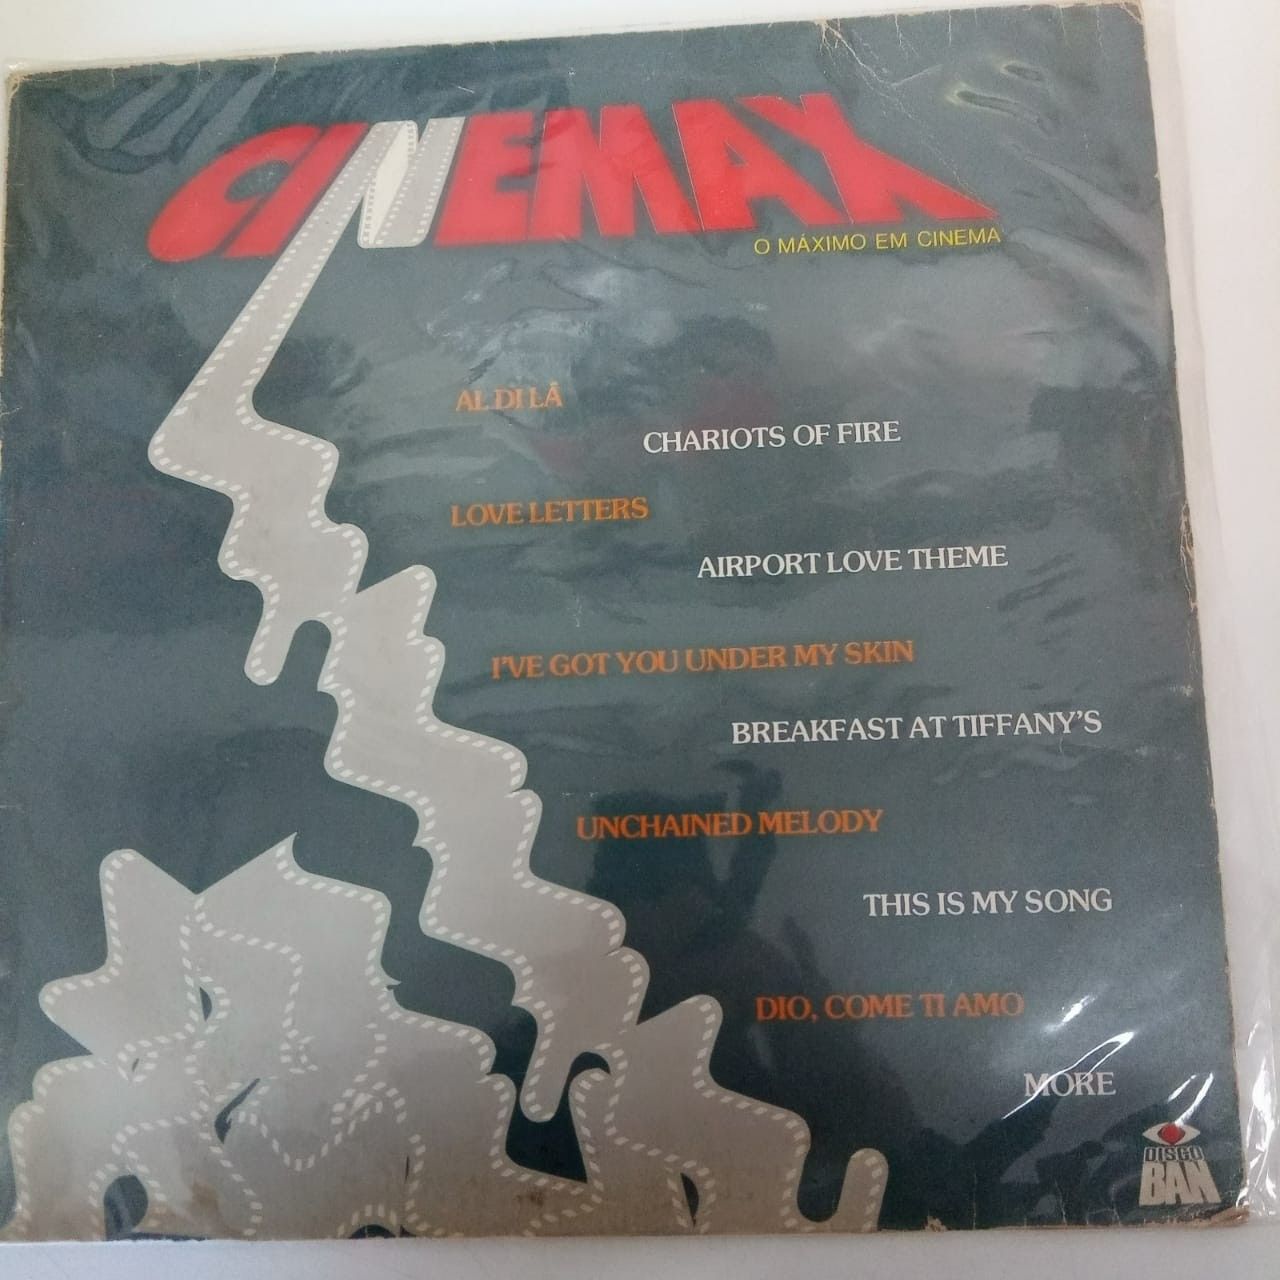 CINEMAX
O MÁXIMO EM CINEMA
AL DI LÀ
CHARIOTS OF FIRE
LOVE LETTERS
AIRPORT LOVE THEME
I'VE GOT YOU UNDER MY SKIN
BREAKFAST AT TIFFANY'S
UNCHAINED MELODY
THIS IS MY SONG
DIO, COME TI AMO
MORE
DISCO
BAN